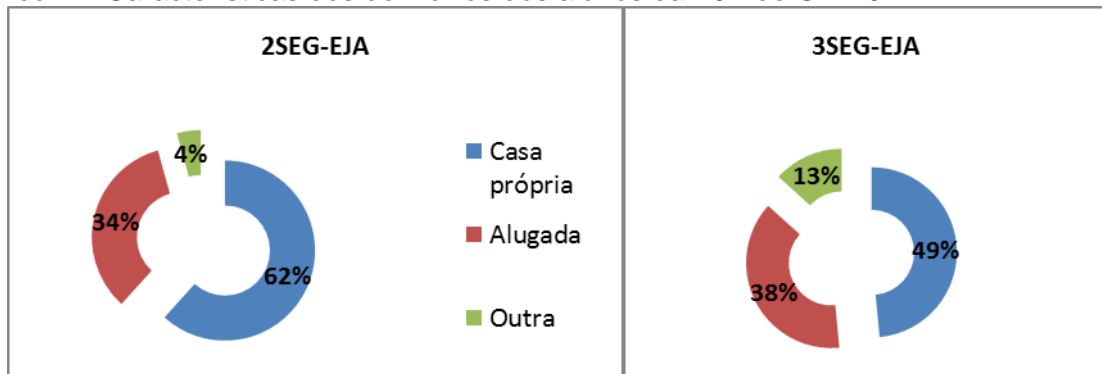 2SEG-EJA
4%
34%
62%
Casa
própria
Alugada
Outra
3SEG-EJA
13%
49%
38%